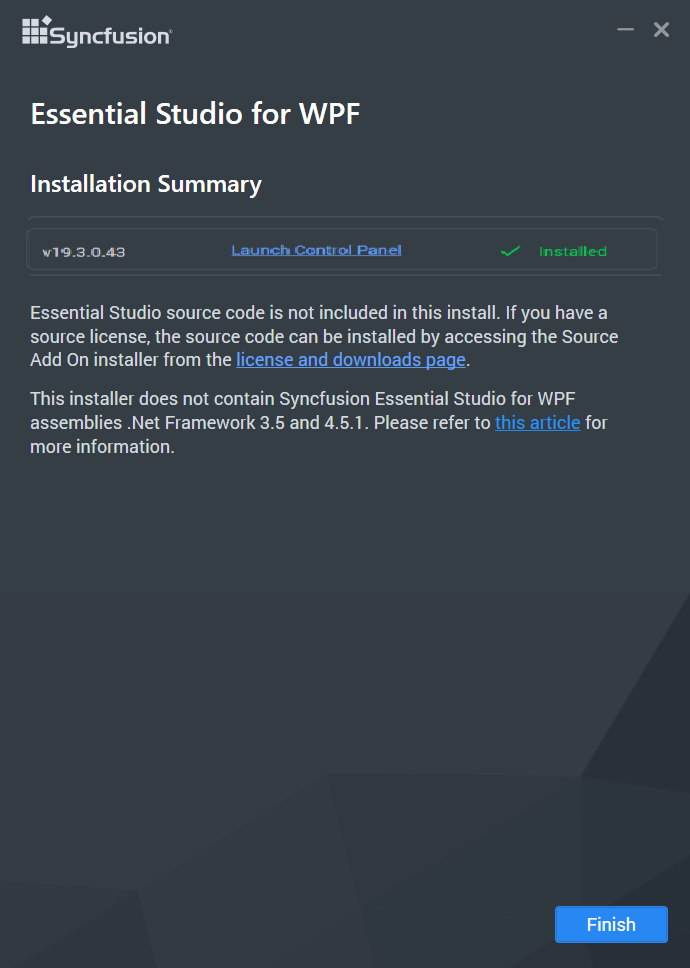 Syncfusion
Essential Studio for WPF
Installation Summary
v19.3.0.43 Launch Control Panel Installed
Essential Studio source code is not included in this install. If you have a
source license, the source code can be installed by accessing the Source
Add On installer from the license and downloads page.
This installer does not contain Syncfusion Essential Studio for WPF
assemblies .Net Framework 3.5 and 4.5.1. Please refer to this article for
more information.
Finish